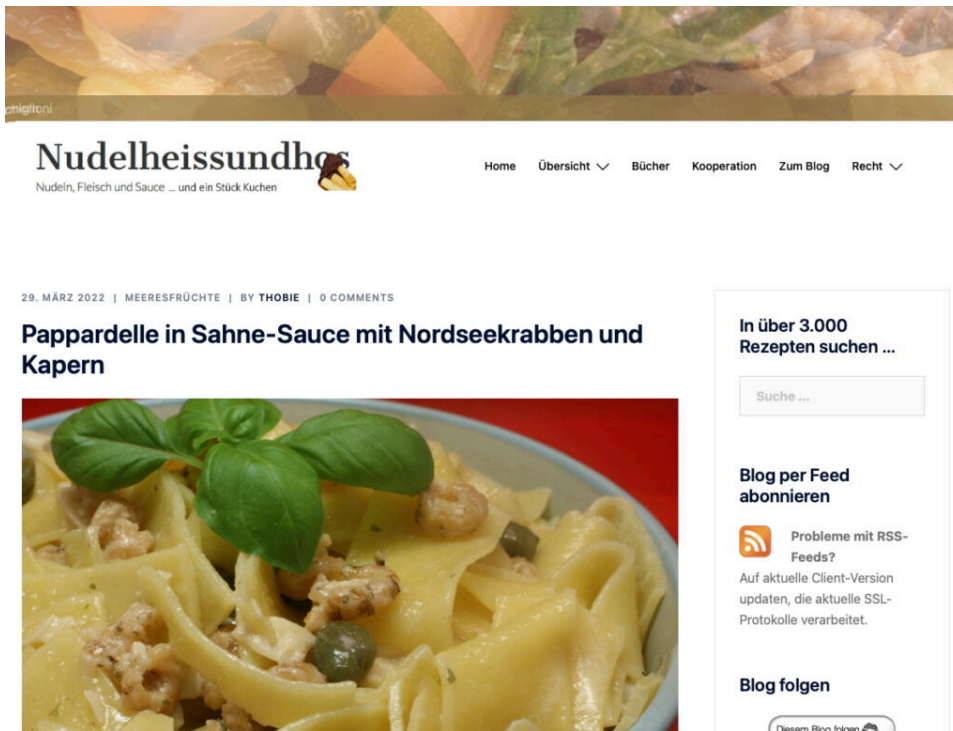 Nudelheissundhos
Nudeln, Fleisch und Sauce ... und ein Stück Kuchen
Home Übersicht Bücher Kooperation Zum Blog Recht
29. MÄRZ 2022 | MEERESFRÜCHTE | BY THOBIE | 0 COMMENTS
Pappardelle in Sahne-Sauce mit Nordseekrabben und
Kapern
In über 3.000
Rezepten suchen ...
Suche ...
Blog per Feed
abonnieren
Probleme mit RSS-
Feeds?
Auf aktuelle Client-Version
updaten, die aktuelle SSL-
Protokolle verarbeitet.
Blog folgen
Diesem Blog folgen